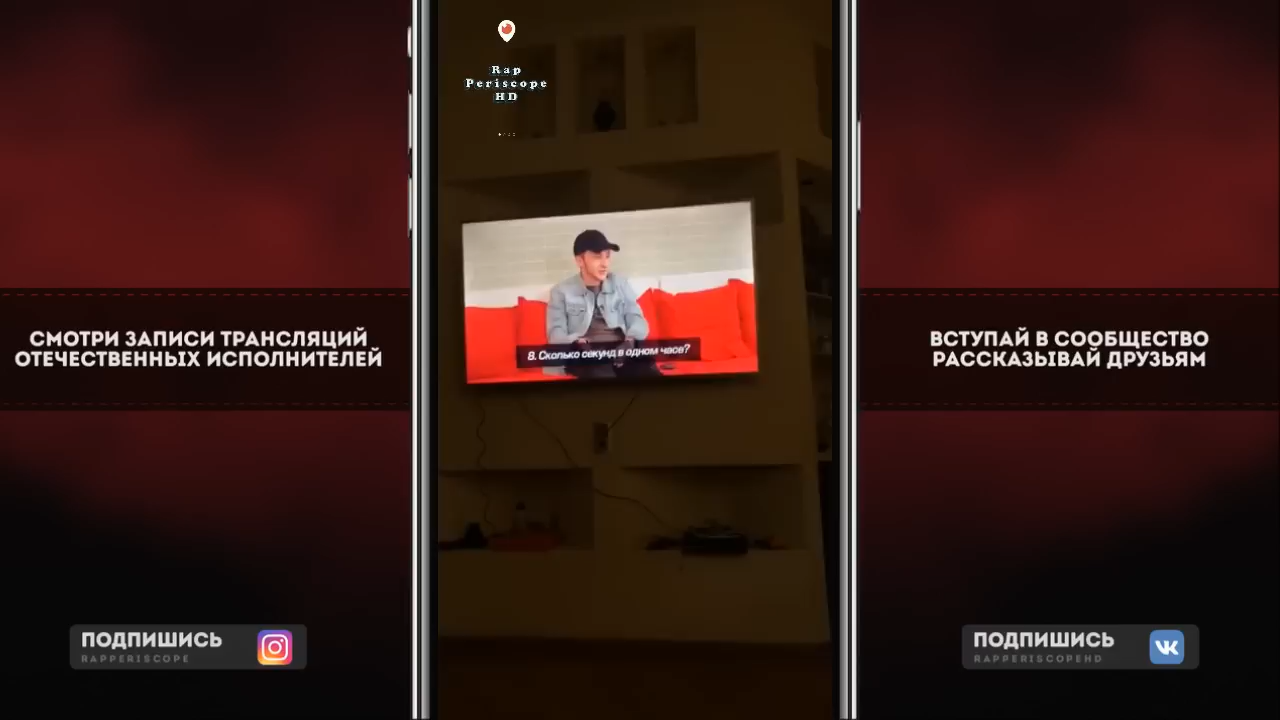 Rap
Periscope
HD
8. Сколько секунд в одном часе?
СМОТРИ ЗАПИСИ ТРАНСЛЯЦИЙ
ОТЕЧЕСТВЕННЫХ ИСПОЛНИТЕЛЕЙ
ВСТУПАЙ В СООБЩЕСТВО
РАССКАЗЫВАЙ ДРУЗЬЯМ
ПОДПИШИСЬ
RAPPERISCOPE
ПОДПИШИСЬ
RAPPERISCOPEHD